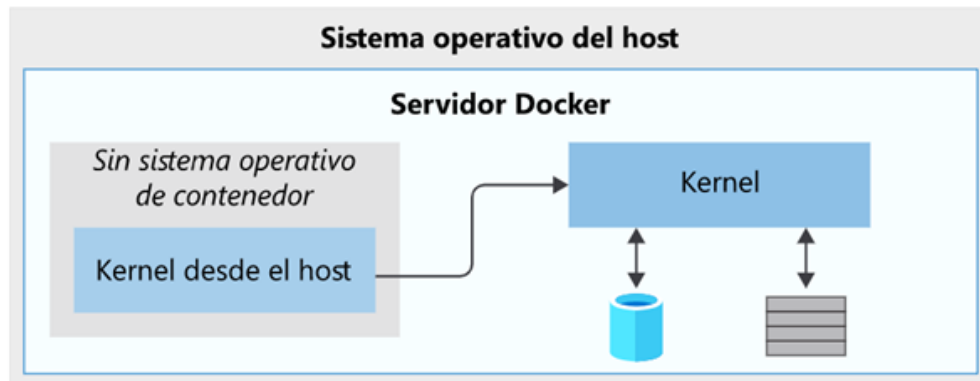 Sistema operativo del host
Servidor Docker
Sin sistema operativo
de contenedor
Kernel
Kernel desde el host